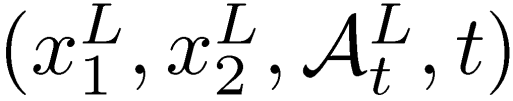 $(x_1^L, x_2^L, \mathcal{A}_t^L, t)$